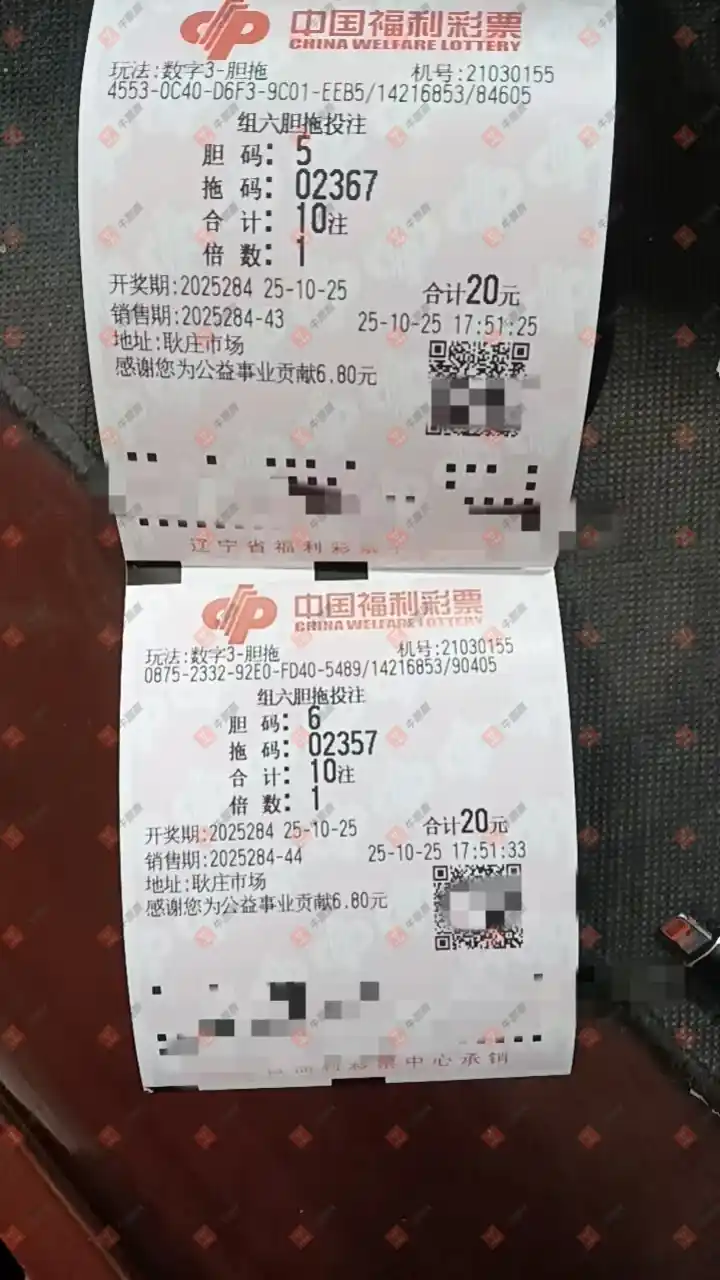 中国福利彩票
CHINA WELFARE LOTTERY
玩法:数字3-胆拖 机号:21030155
4553-0C40-D6F3-9C01-EEB5/14216853/84605
组六胆拖投注
胆 码: 5
拖 码: 02367
合 计: 10注
倍 数: 1
开奖期:2025284 25-10-25 合计20元
销售期:2025284-43 25-10-25 17:51:25
地址:耿庄市场
感谢您为公益事业贡献6.80元
辽宁省福利彩票
中国福利彩票
CHINA WELFARE LOTTERY
玩法:数字3-胆拖 机号:21030155
0875-2332-92E0-FD40-5489/14216853/90405
组六胆拖投注
胆 码: 6
拖 码: 02357
合 计: 10注
倍 数: 1
开奖期:2025284 25-10-25 合计20元
销售期:2025284-44 25-10-25 17:51:33
地址:耿庄市场
感谢您为公益事业贡献6.80元
福利彩票中心承销